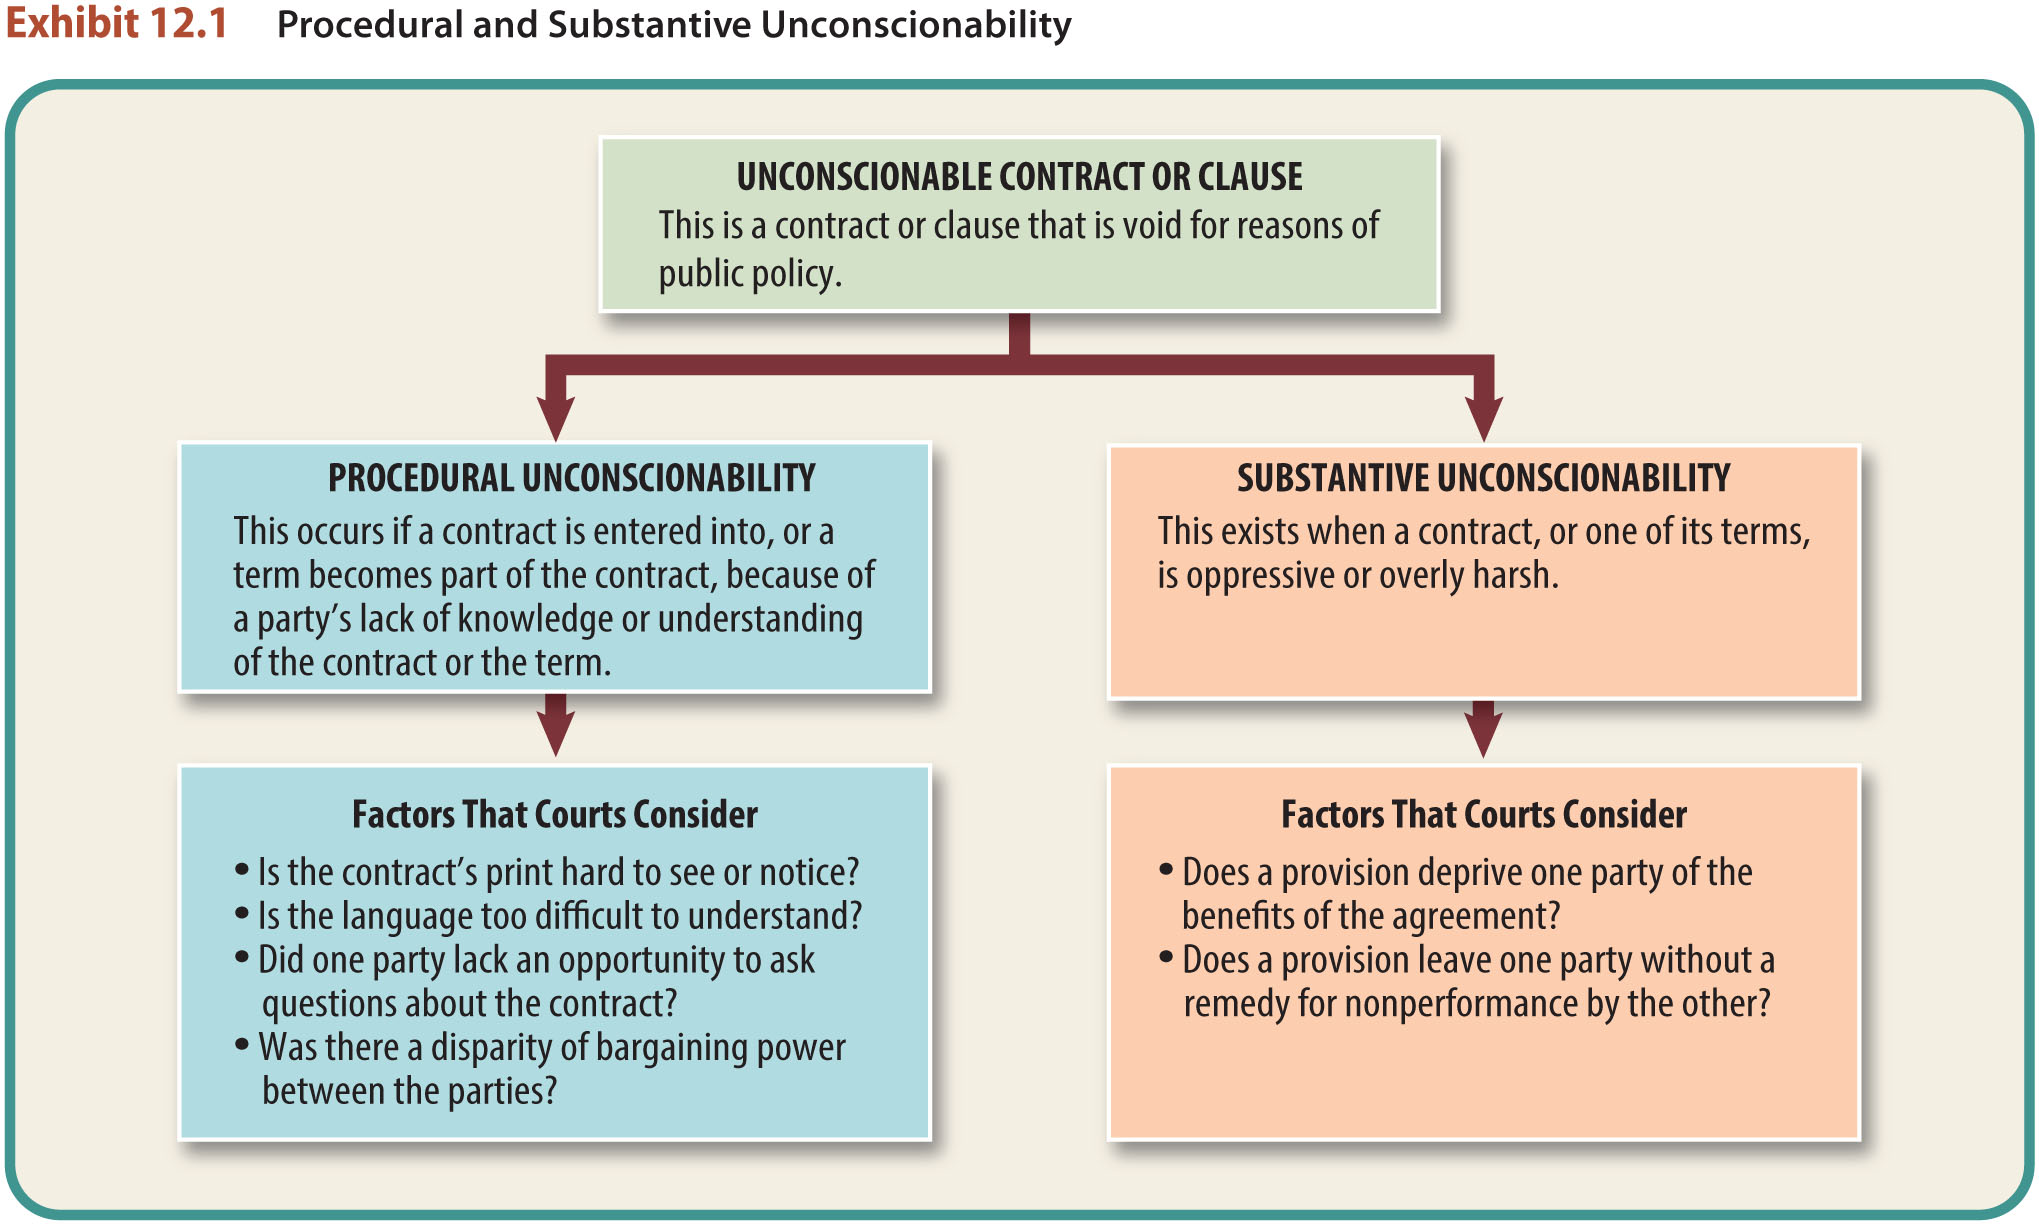 Exhibit 12.1 Procedural and Substantive Unconscionability
UNCONSCIONABLE CONTRACT OR CLAUSE
This is a contract or clause that is void for reasons of
public policy.
PROCEDURAL UNCONSCIONABILITY
This occurs if a contract is entered into, or a
term becomes part of the contract, because of
a party’s lack of knowledge or understanding
of the contract or the term.
SUBSTANTIVE UNCONSCIONABILITY
This exists when a contract, or one of its terms,
is oppressive or overly harsh.
Factors That Courts Consider
• Is the contract’s print hard to see or notice?
• Is the language too difficult to understand?
• Did one party lack an opportunity to ask
questions about the contract?
• Was there a disparity of bargaining power
between the parties?
Factors That Courts Consider
• Does a provision deprive one party of the
benefits of the agreement?
• Does a provision leave one party without a
remedy for nonperformance by the other?